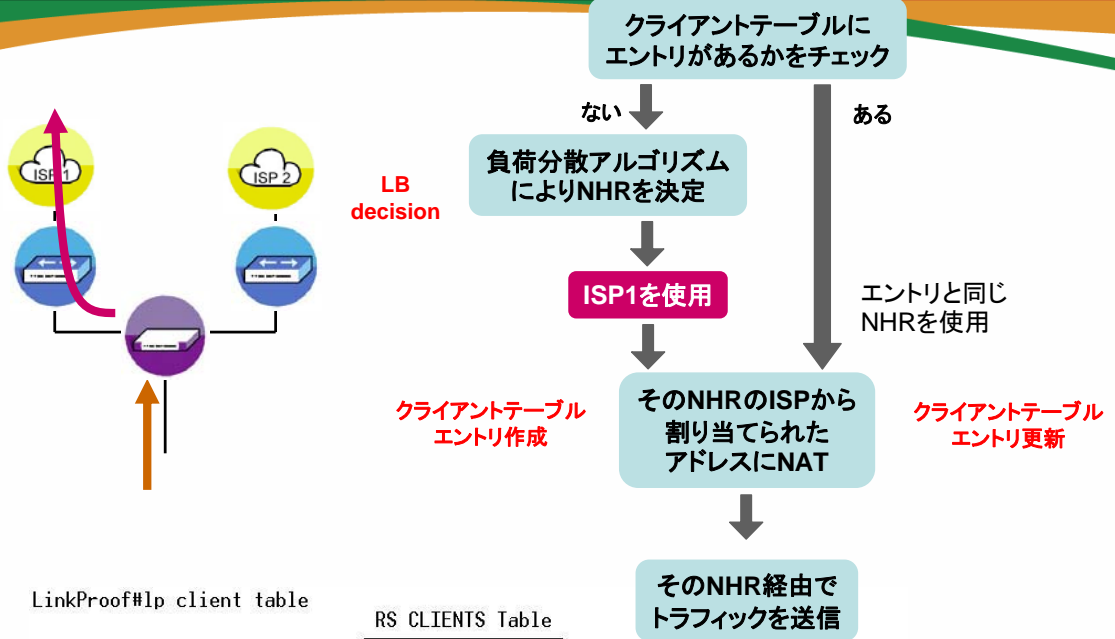 クライアントテーブルに
エントリがあるかをチェック
ない
ある
負荷分散アルゴリズム
によりNHRを決定
LB
decision
ISP 1
ISP 2
ISP1を使用
エントリと同じ
NHRを使用
クライアントテーブル
エントリ作成
そのNHRのISPから
割り当てられた
アドレスにNAT
クライアントテーブル
エントリ更新
そのNHR経由で
トラフィックを送信
LinkProof#lp client table
RS CLIENTS Table